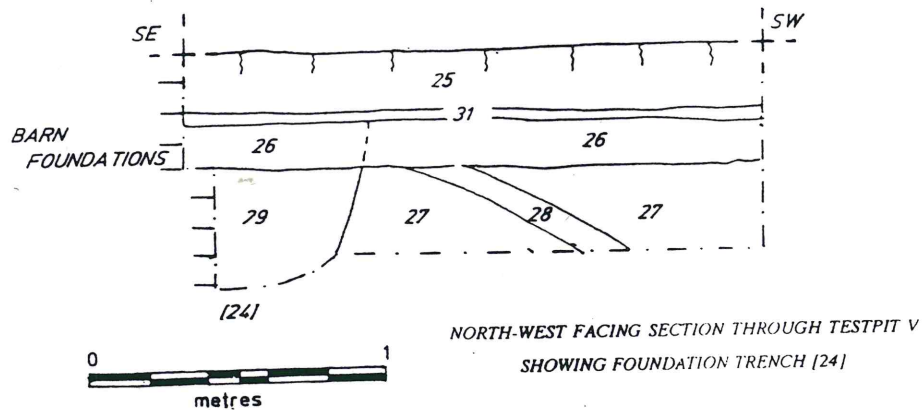 SE
SW
25
31
BARN
FOUNDATIONS
26
26
29
27
28
27
[24]
NORTH-WEST FACING SECTION THROUGH TESTPIT V
SHOWING FOUNDATION TRENCH [24]
0
1
metres